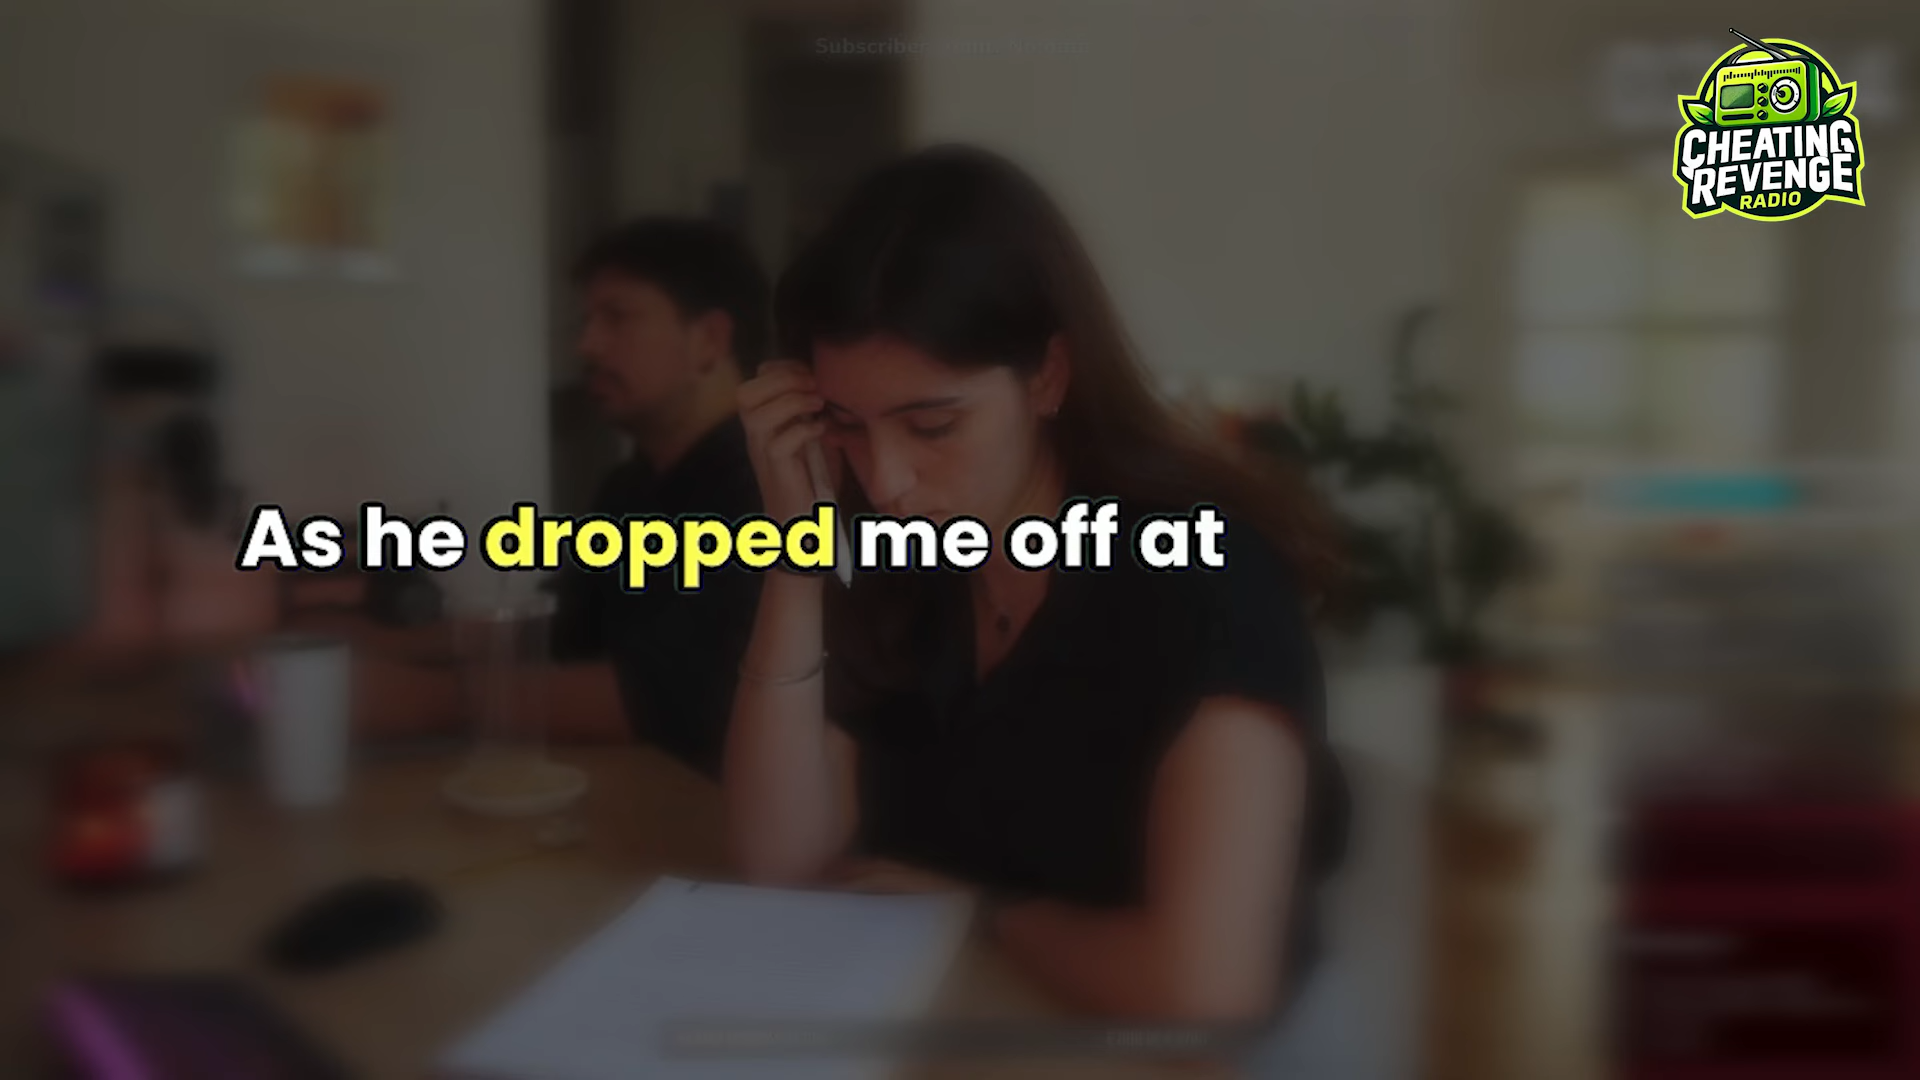 CHEATING
REVENGE
RADIO
As he dropped me off at